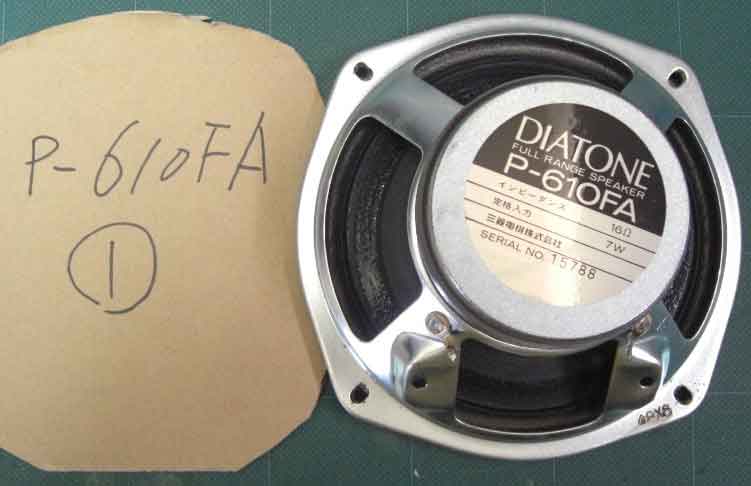 P-610FA
①
DIATONE
FULL RANGE SPEAKER
P-610FA
インピーダンス 16Ω
定格入力 7W
三菱電機株式会社
SERIAL NO. 15788